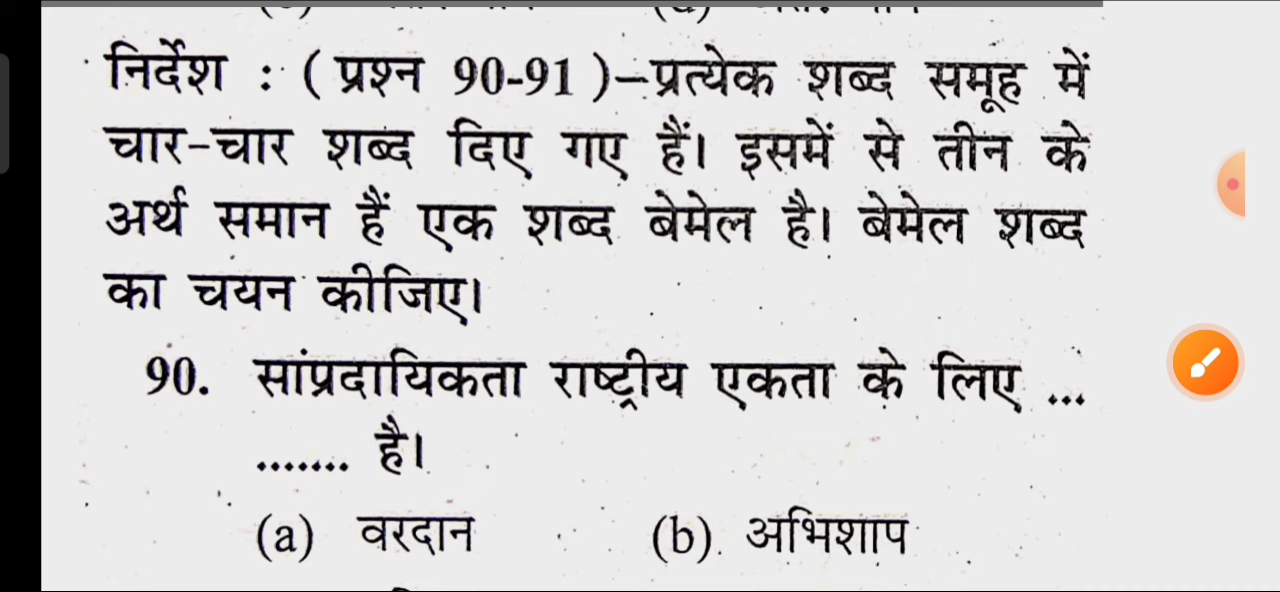 निर्देश : ( प्रश्न 90-91 )–प्रत्येक शब्द समूह में
चार-चार शब्द दिए गए हैं। इसमें से तीन के
अर्थ समान हैं एक शब्द बेमेल है। बेमेल शब्द
का चयन कीजिए।
90. सांप्रदायिकता राष्ट्रीय एकता के लिए ...
....... है।
(a) वरदान (b) अभिशाप